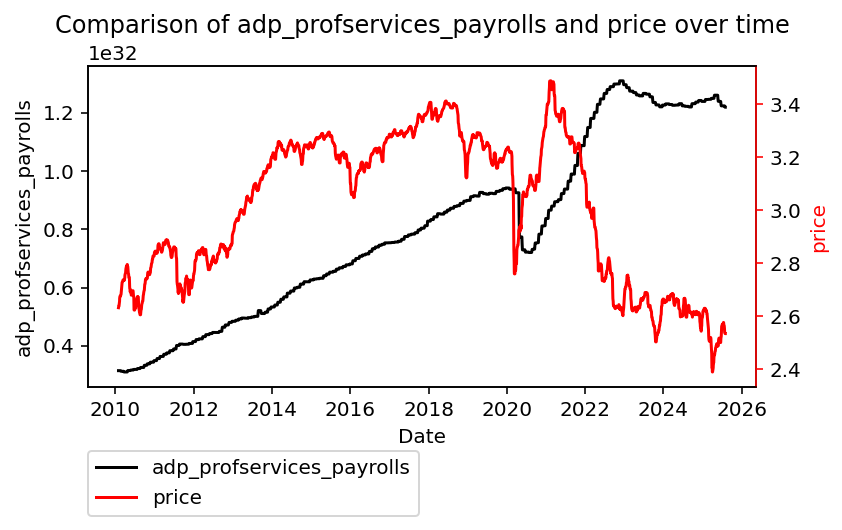 Comparison of adp_profservices_payrolls and price over time
1e32
1.2
1.0
0.8
0.6
0.4
adp_profservices_payrolls
3.4
3.2
3.0
2.8
2.6
2.4
price
2010 2012 2014 2016 2018 2020 2022 2024 2026
Date
adp_profservices_payrolls
price